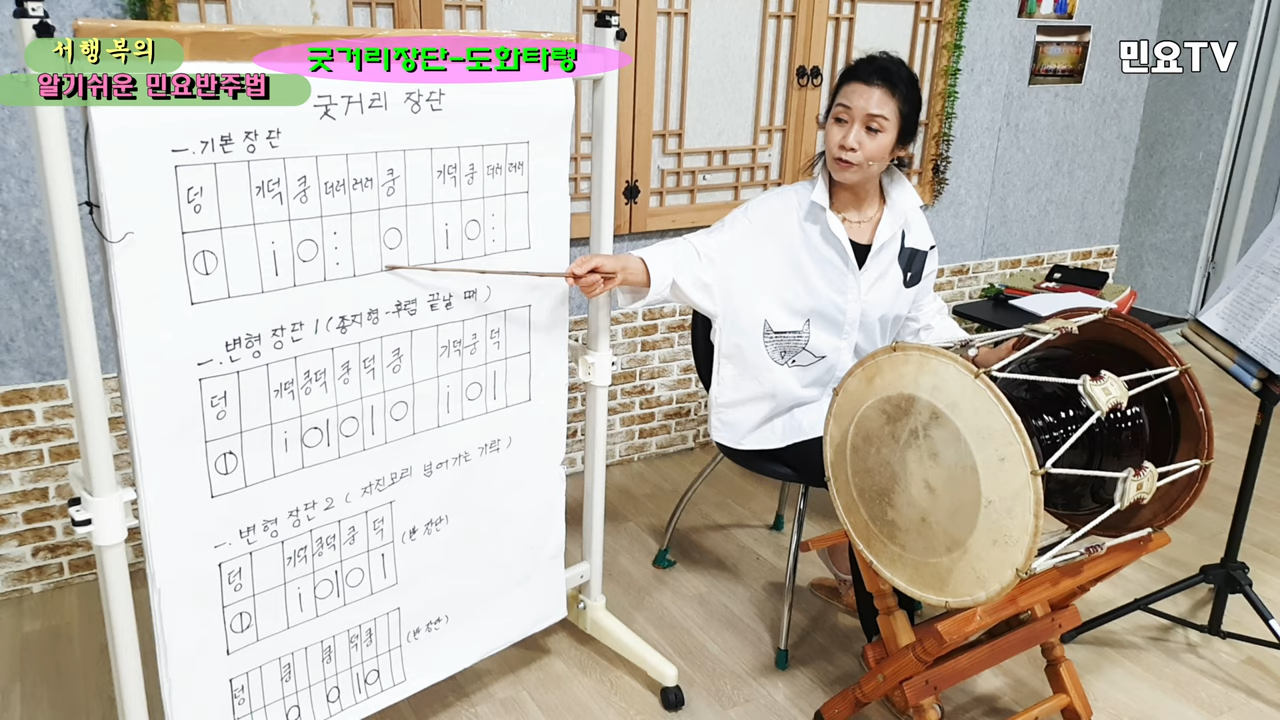 서행복의
알기쉬운 민요반주법
굿거리장단-도화타령
민요TV
굿거리 장단
一.기본장단
덩 기덕 쿵 더러 러러 쿵 기덕 쿵 더러 러러
一.변형 장단 1 (종지형-후렴 끝날 때)
덩 기덕 쿵덕 쿵 덕 쿵 기덕 쿵 덕
一.변형 장단 2 (자진모리 넘어가는 가락)
덩 기덕 쿵덕 쿵 덕
(반 장단)
덩 쿵 쿵 덕 쿵
(반 장단)